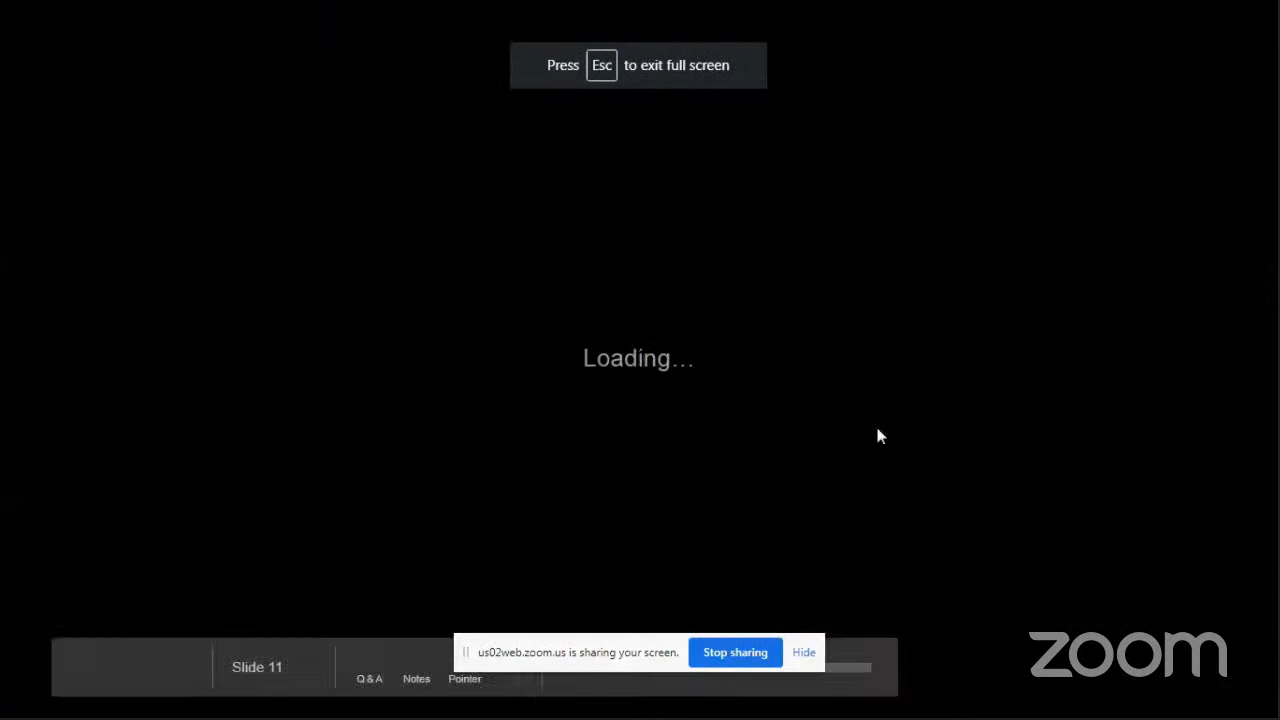 Press Esc to exit full screen
Loading...
us02web.zoom.us is sharing your screen. Stop sharing Hide
Slide 11
Q & A Notes Pointer
zoom